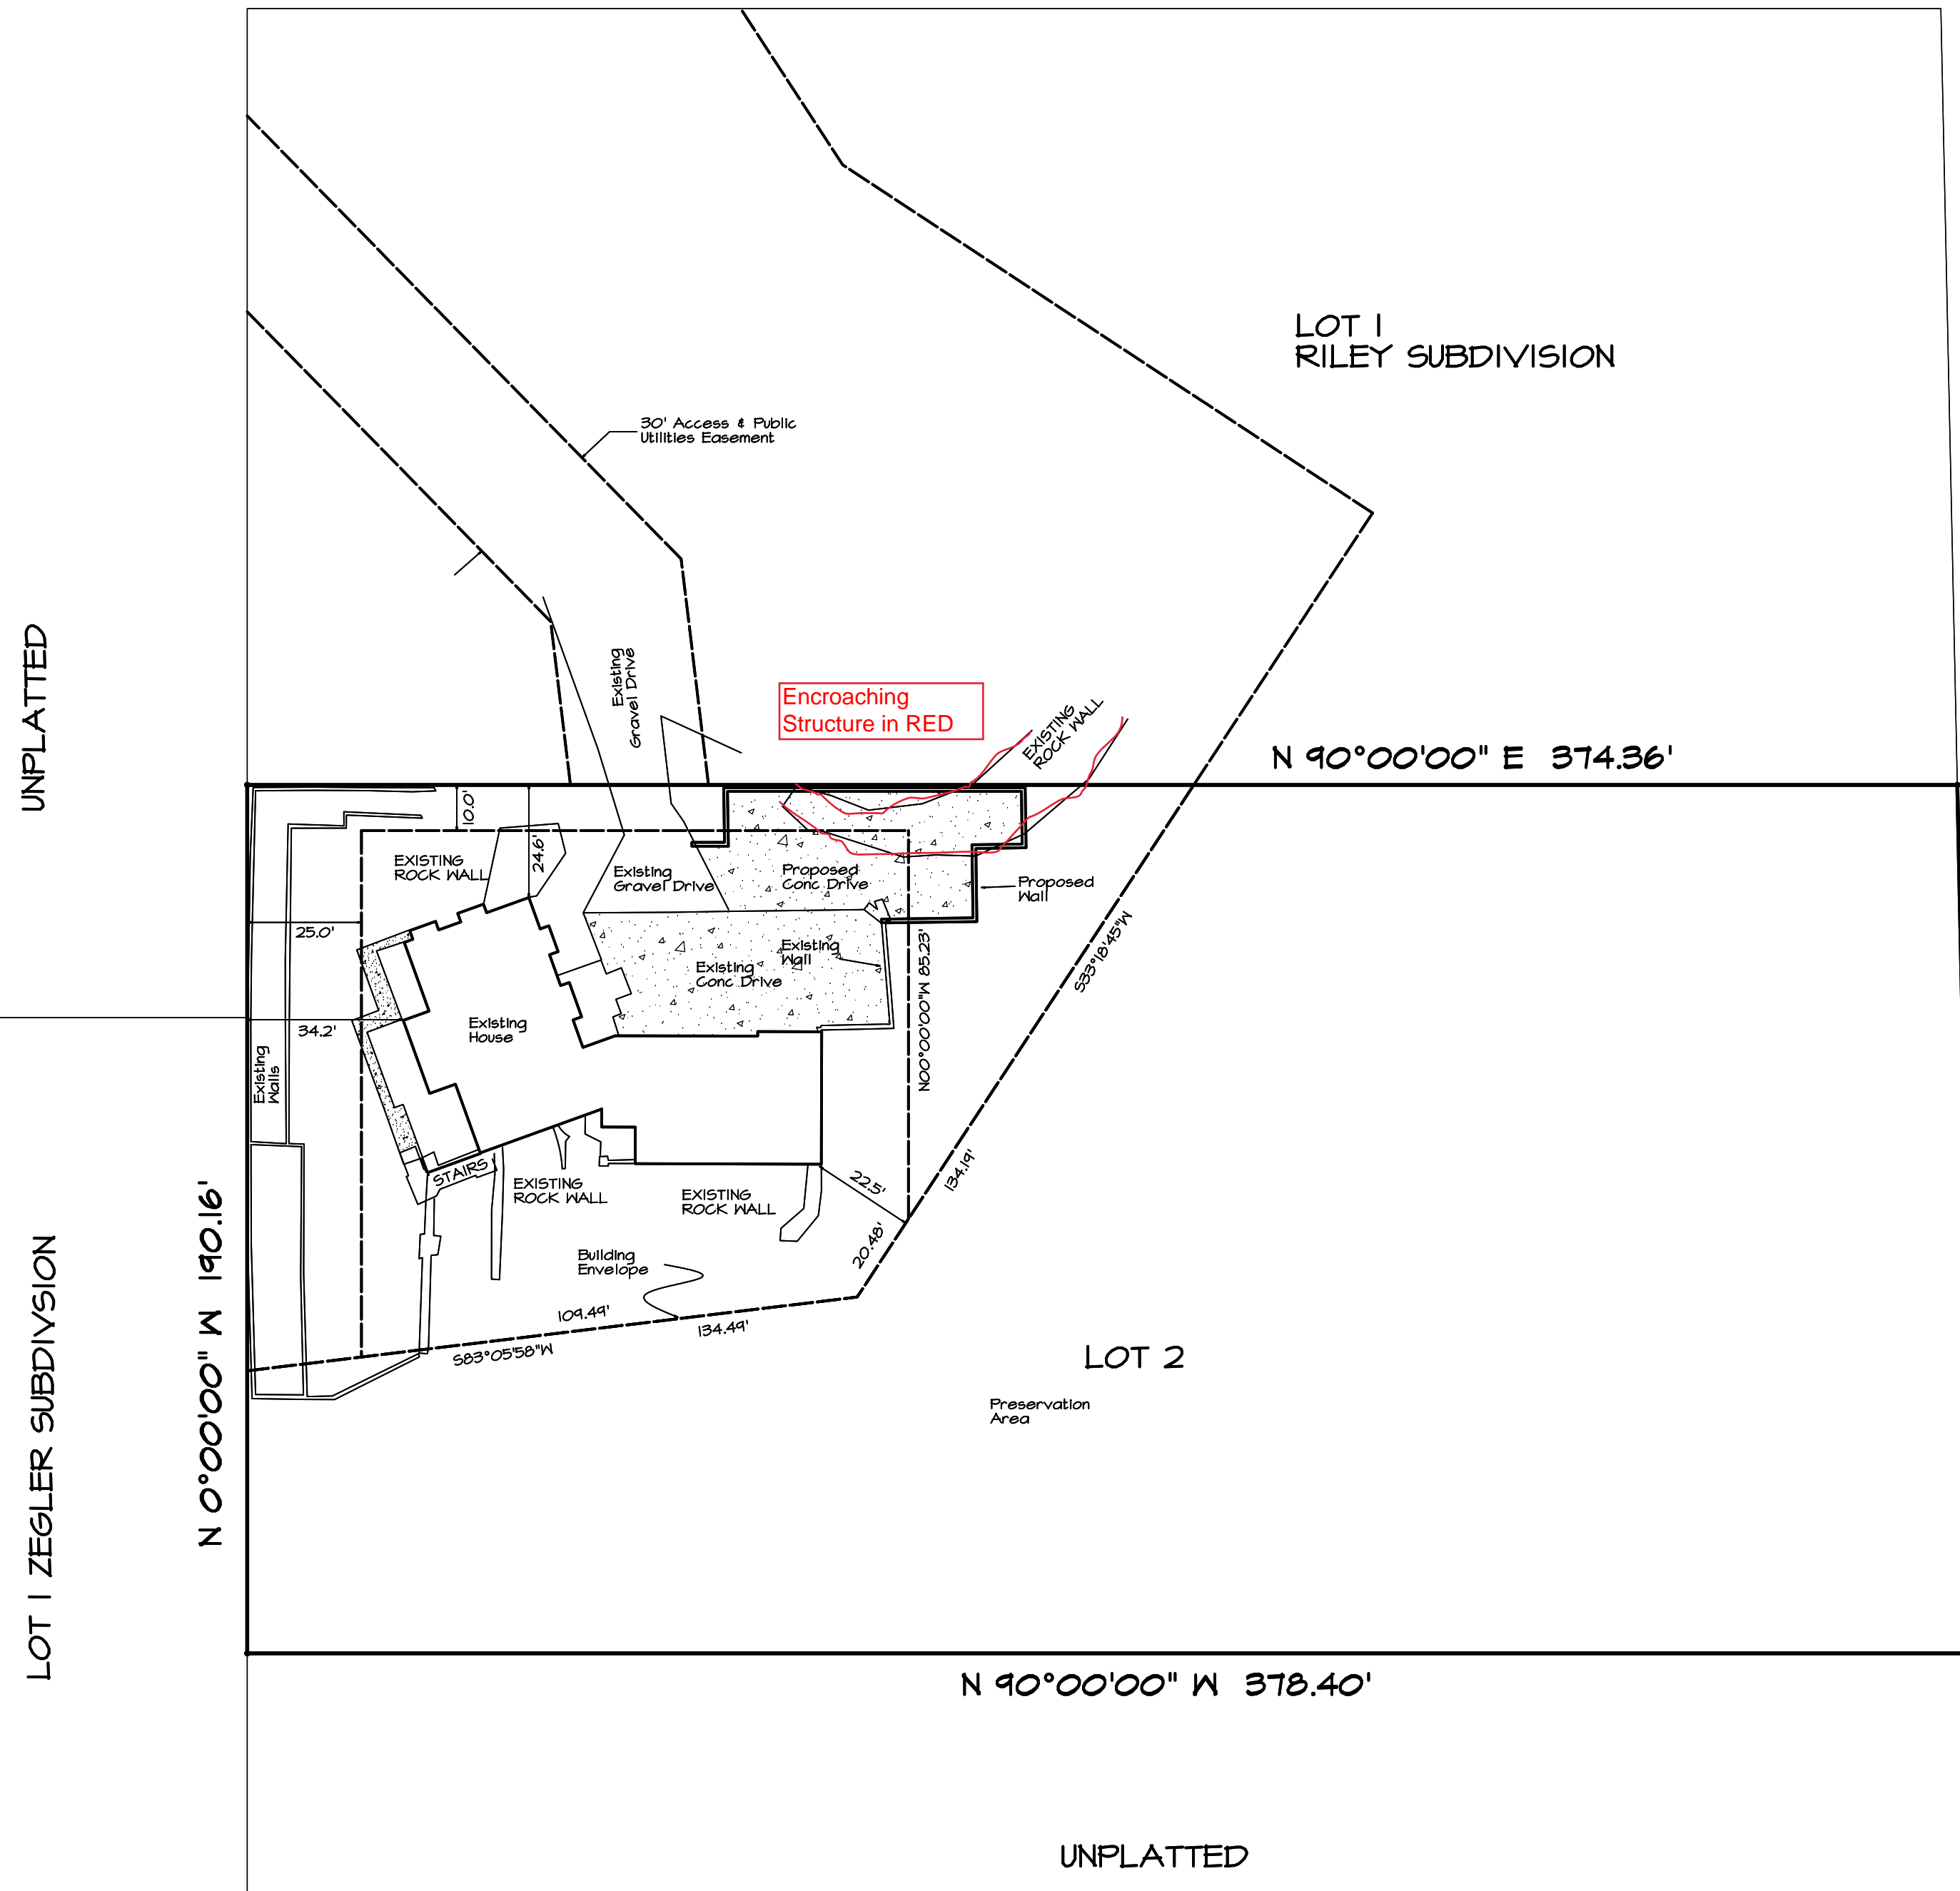 LOT 1
RILEY SUBDIVISION
30' Access & Public
Utilities Easement
UNPLATTED
Existing
Gravel Drive
Encroaching
Structure in RED
EXISTING
ROCK WALL
N 90°00'00" E 374.36'
10.0'
24.6'
EXISTING
ROCK WALL
Existing
Gravel Drive
Proposed
Conc Drive
Proposed
Wall
25.0'
Existing
Wall
Existing
Conc Drive
N00°00'00"W 85.23'
S33°18'45"W
34.2'
Existing
House
Existing
Walls
STAIRS
EXISTING
ROCK WALL
EXISTING
ROCK WALL
22.5'
134.19'
20.48'
Building
Envelope
109.49'
134.49'
S83°05'58"W
N 0°00'00" W 190.16'
LOT 1 ZEGLER SUBDIVSION
LOT 2
Preservation
Area
N 90°00'00" W 378.40'
UNPLATTED